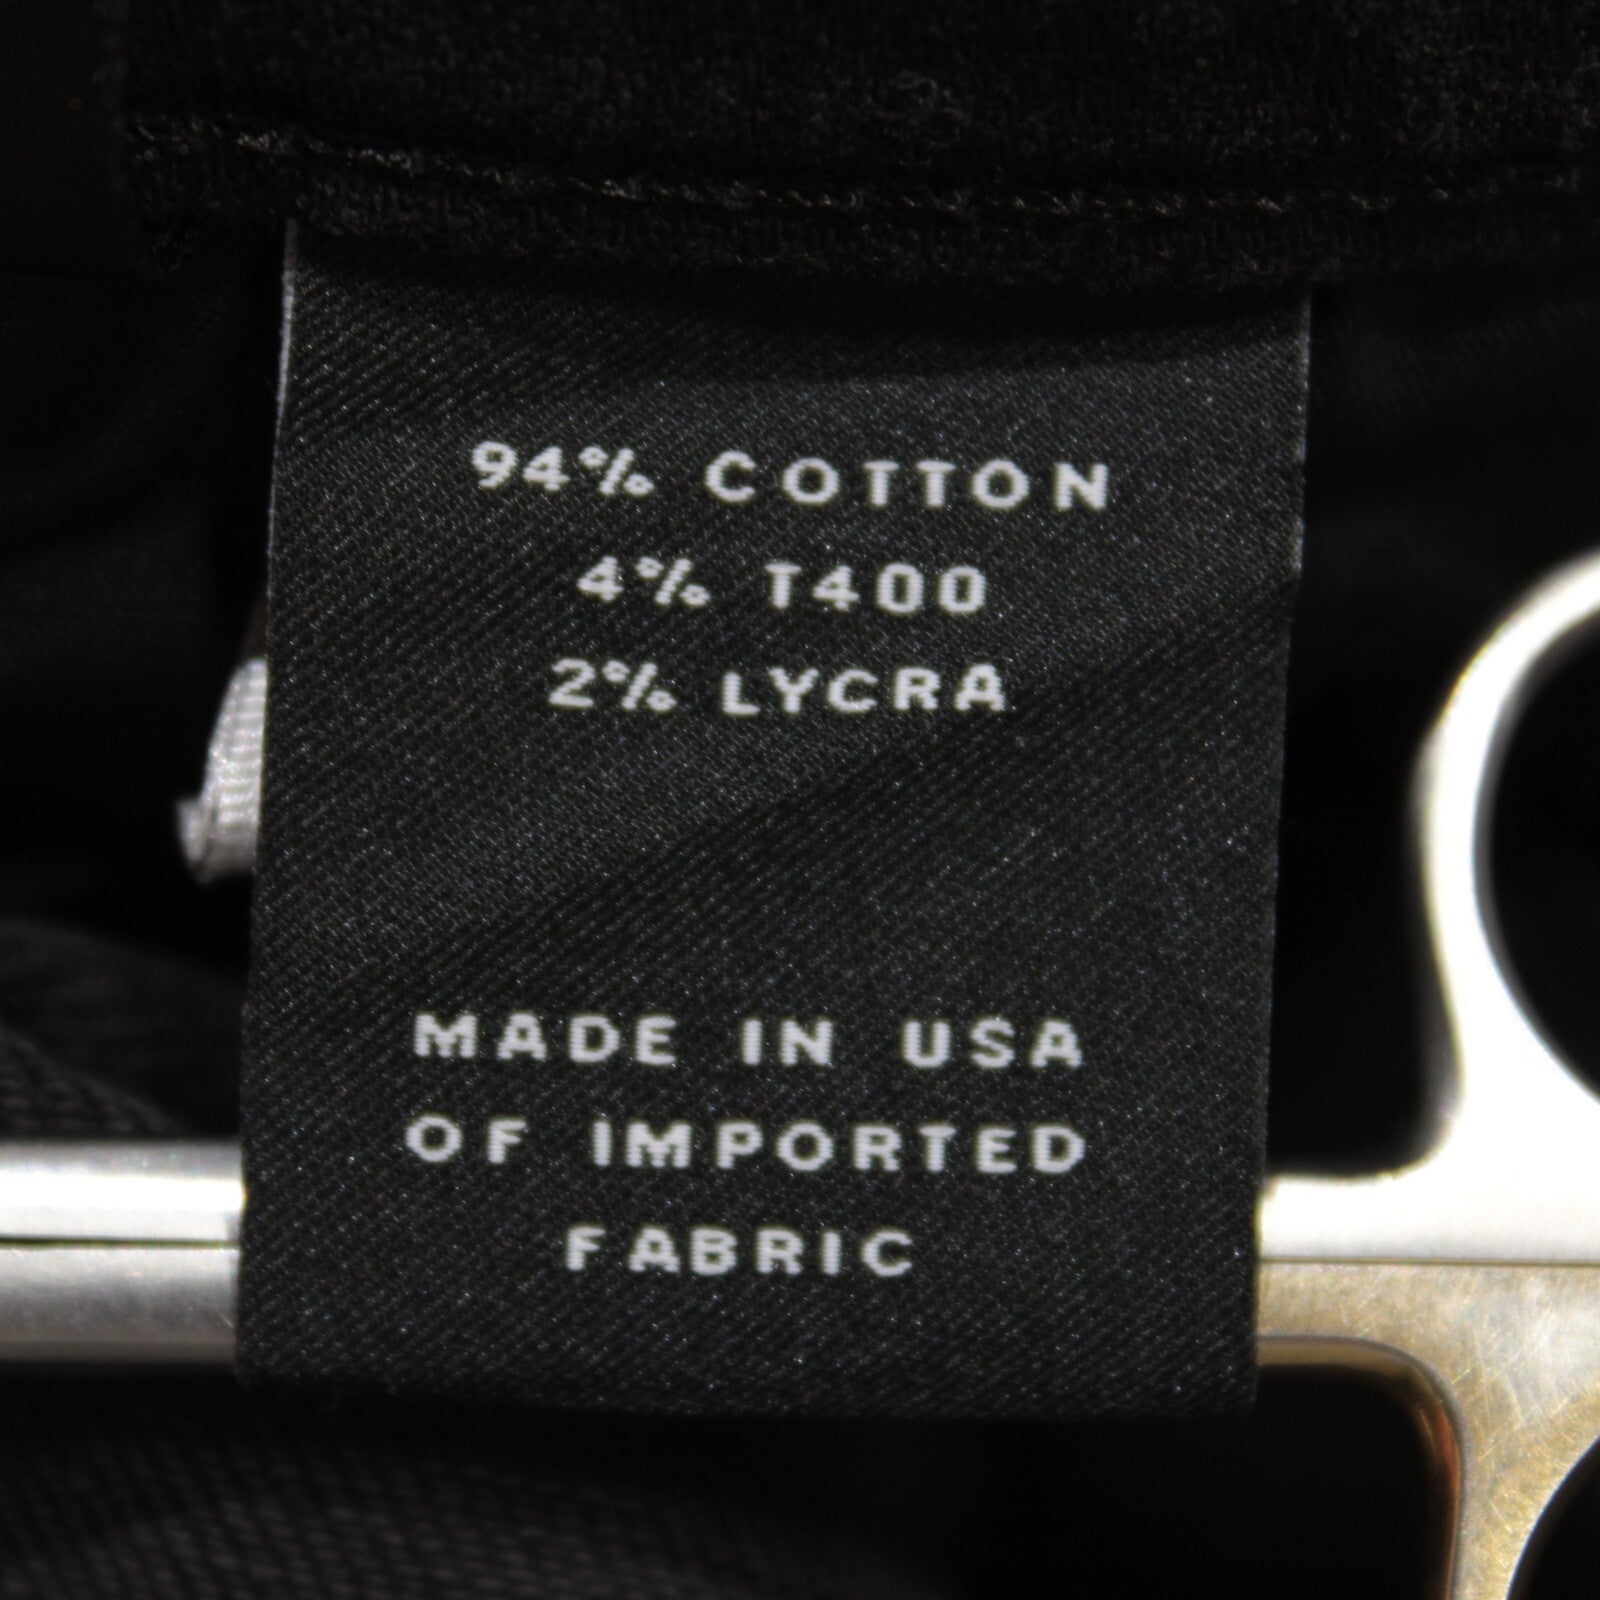 94% COTTON
4% T400
2% LYCRA
MADE IN USA
OF IMPORTED
FABRIC